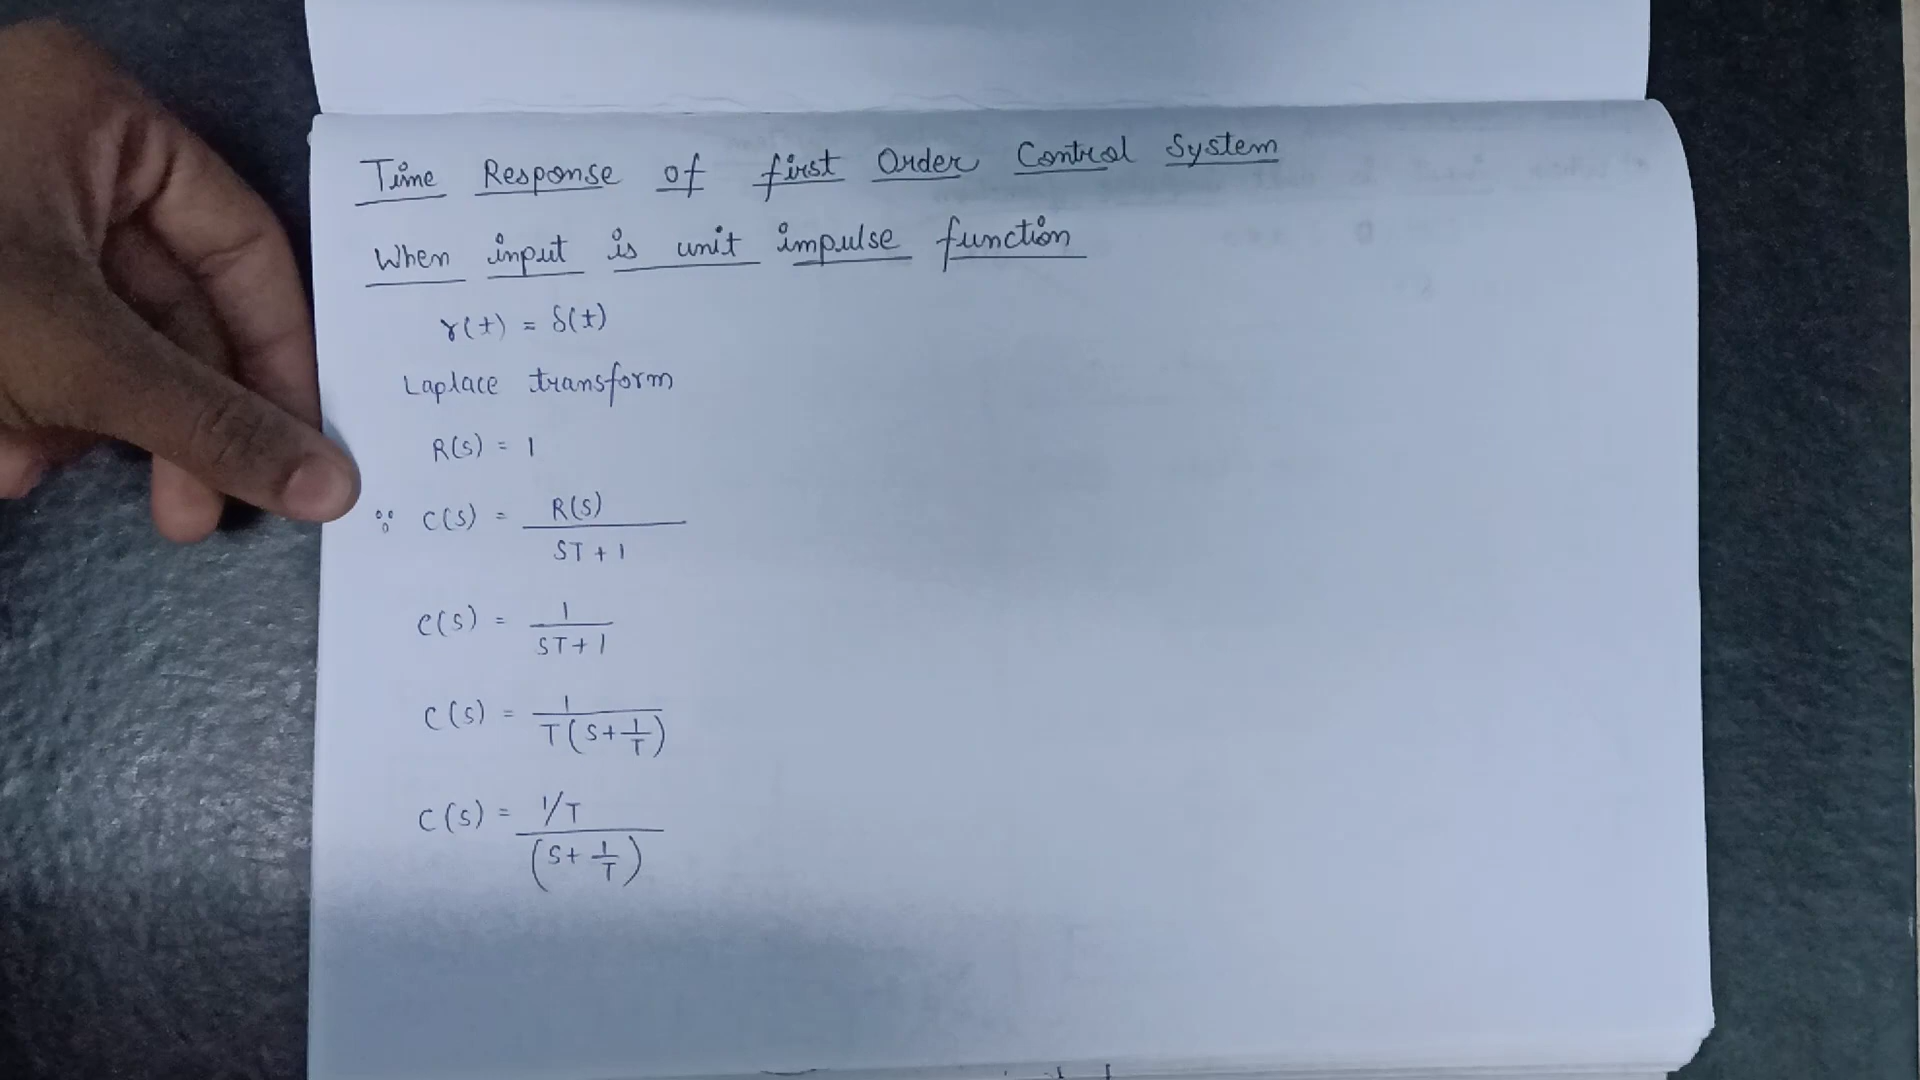 Time Response of first Order Control System
When input is unit impulse function
r(t) = δ(t)
Laplace transform
R(s) = 1
∵ C(s) = R(s) / ST + 1
C(s) = 1 / ST + 1
C(s) = 1 / T(S + 1/T)
C(s) = 1/T / (S + 1/T)